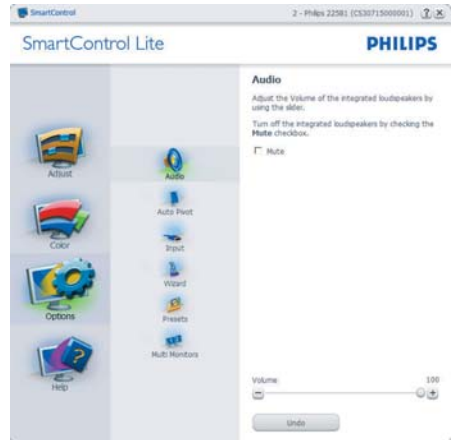 SmartControl
2 - Philips 225B1 (CS30715000001)
SmartControl Lite
PHILIPS
Adjust
Color
Options
Help
Audio
Auto Pivot
Input
Wizard
Presets
Multi Monitors
Audio
Adjust the Volume of the integrated loudspeakers by
using the slider.
Turn off the integrated loudspeakers by checking the
Mute checkbox.
Mute
Volume 100
Undo